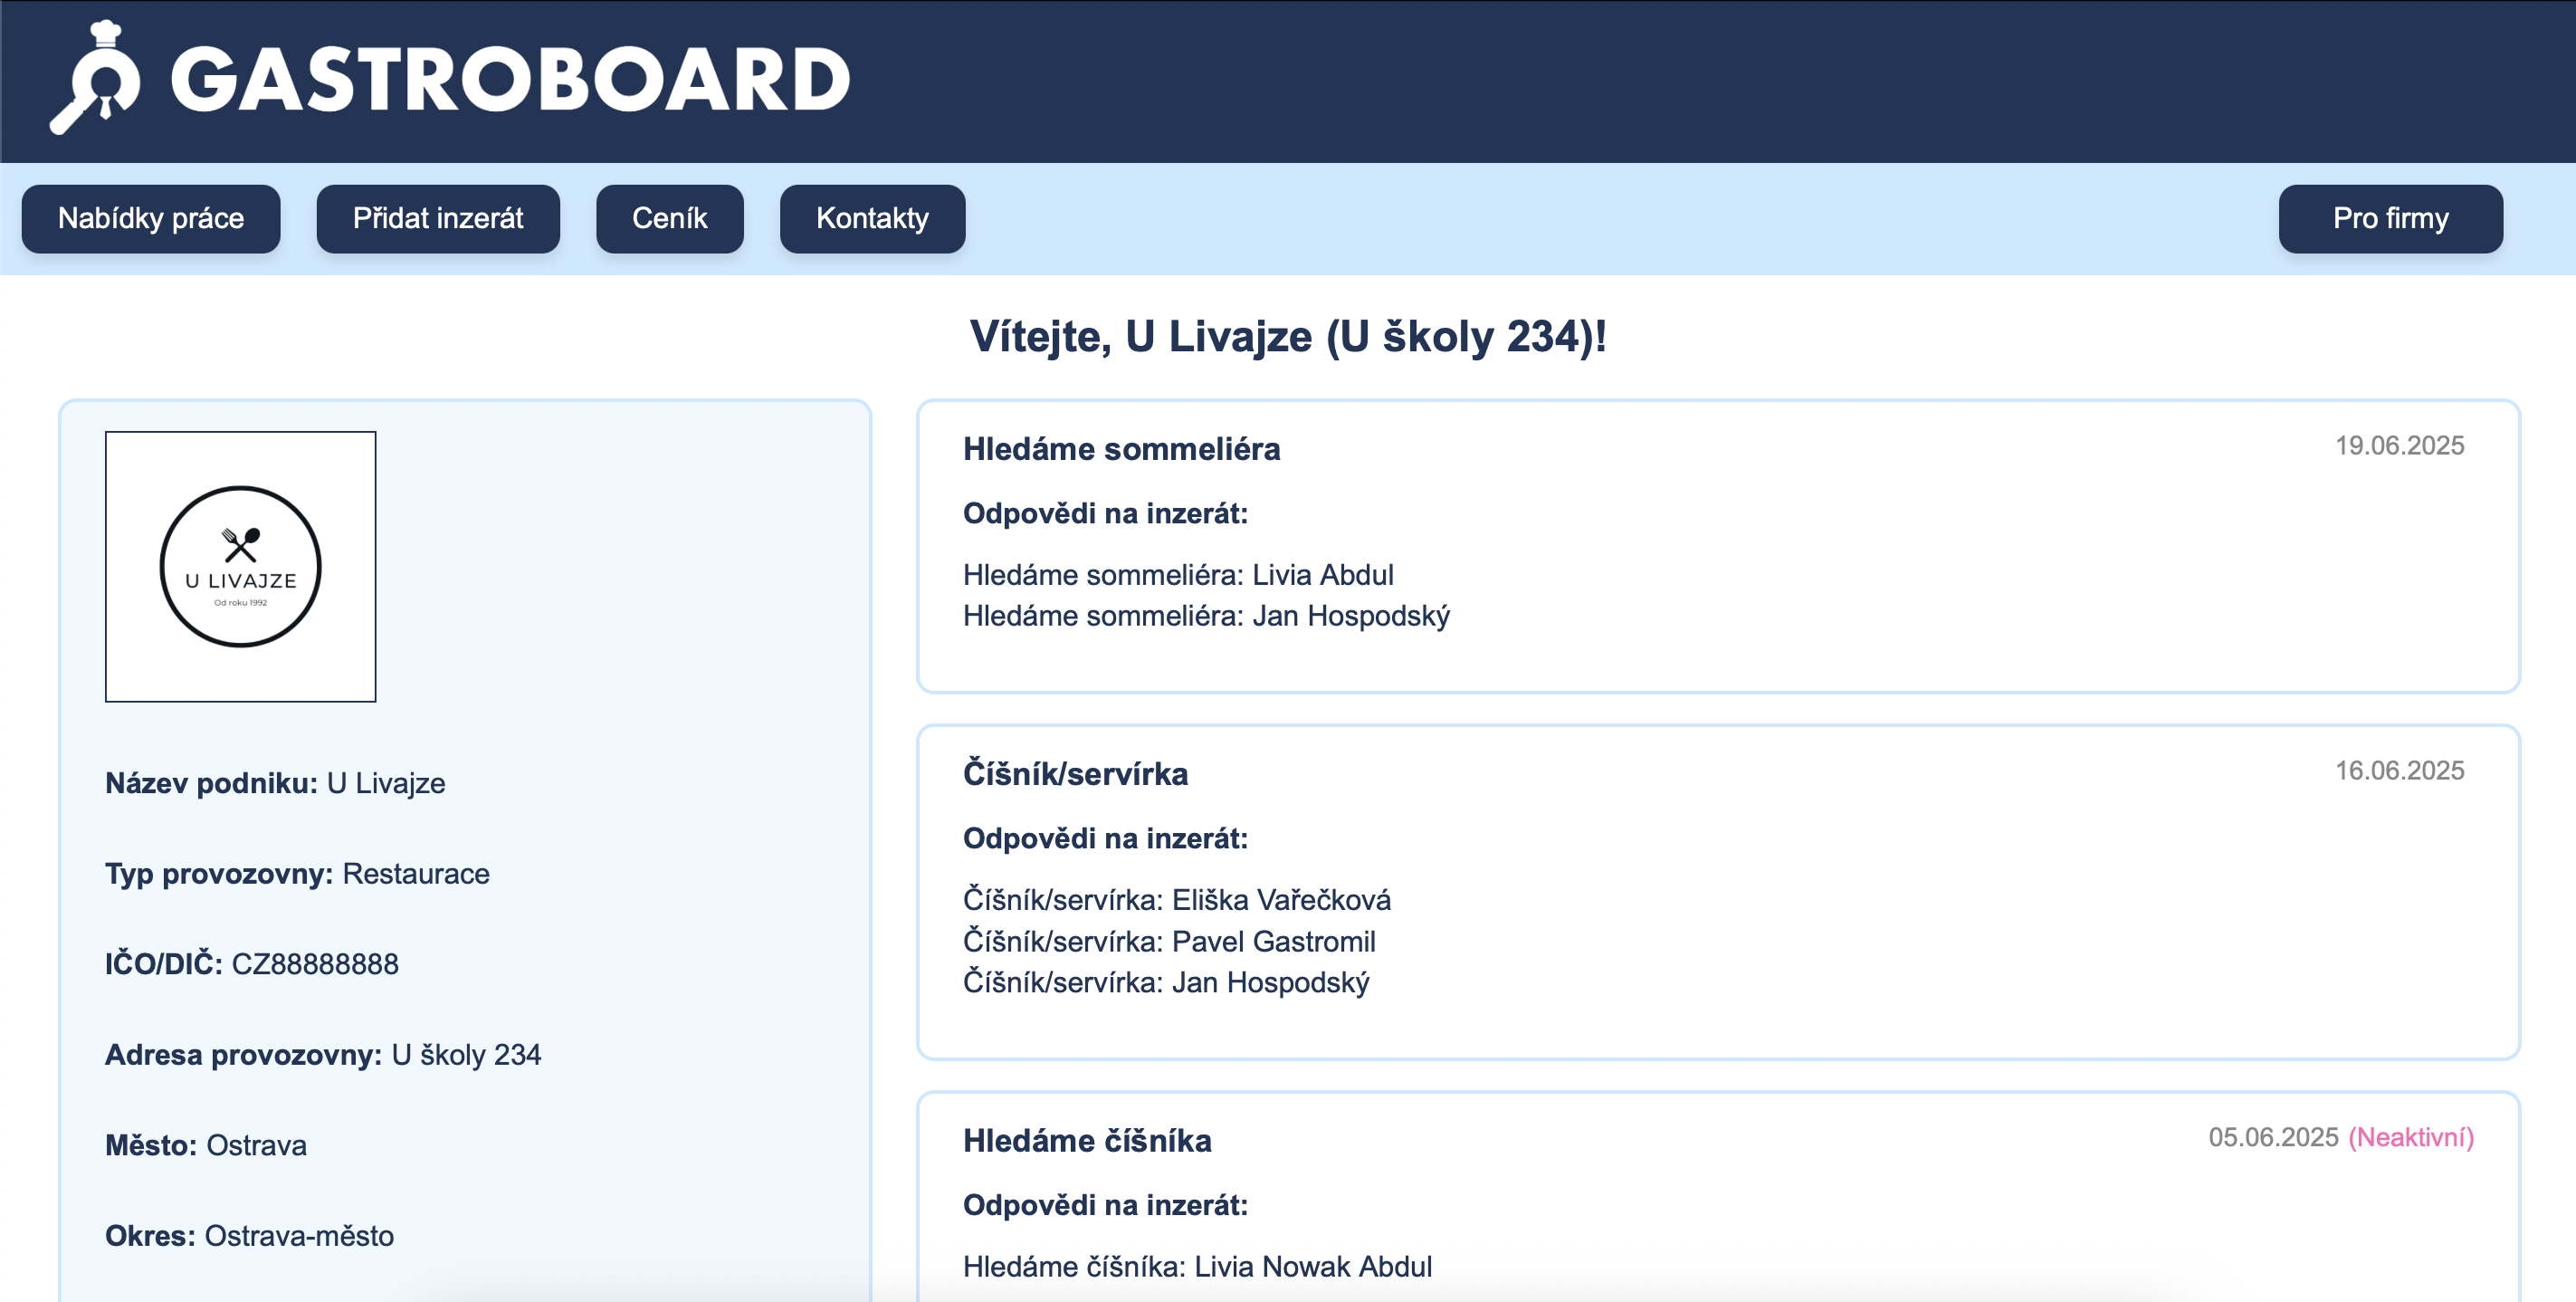 GASTROBOARD
Nabídky práce
Přidat inzerát
Ceník
Kontakty
Pro firmy
Vítejte, U Livajze (U školy 234)!
U LIVAJZE
Od roku 1992
Název podniku: U Livajze
Typ provozovny: Restaurace
IČO/DIČ: CZ88888888
Adresa provozovny: U školy 234
Město: Ostrava
Okres: Ostrava-město
Hledáme sommeliéra
19.06.2025
Odpovědi na inzerát:
Hledáme sommeliéra: Livia Abdul
Hledáme sommeliéra: Jan Hospodský
Číšník/servírka
16.06.2025
Odpovědi na inzerát:
Číšník/servírka: Eliška Vařečková
Číšník/servírka: Pavel Gastromil
Číšník/servírka: Jan Hospodský
Hledáme číšníka
05.06.2025 (Neaktivní)
Odpovědi na inzerát:
Hledáme číšníka: Livia Nowak Abdul